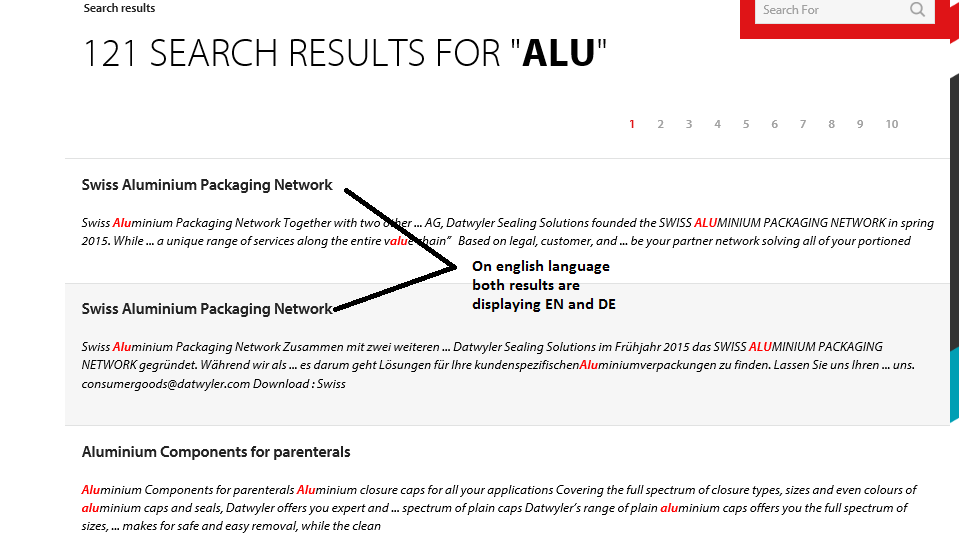 Search results
Search For
121 SEARCH RESULTS FOR "ALU"
1 2 3 4 5 6 7 8 9 10
Swiss Aluminium Packaging Network
Swiss Aluminium Packaging Network Together with two other ... AG, Datwyler Sealing Solutions founded the SWISS ALUMINIUM PACKAGING NETWORK in spring
2015. While ... a unique range of services along the entire value chain” Based on legal, customer, and ... be your partner network solving all of your portioned
On english language
both results are
displaying EN and DE
Swiss Aluminium Packaging Network
Swiss Aluminium Packaging Network Zusammen mit zwei weiteren ... Datwyler Sealing Solutions im Frühjahr 2015 das SWISS ALUMINIUM PACKAGING
NETWORK gegründet. Während wir als ... es darum geht Lösungen für Ihre kundenspezifischenAluminiumverpackungen zu finden. Lassen Sie uns Ihren ... uns.
consumergoods@datwyler.com Download : Swiss
Aluminium Components for parenterals
Aluminium Components for parenterals Aluminium closure caps for all your applications Covering the full spectrum of closure types, sizes and even colours of
aluminium caps and seals, Datwyler offers you expert and ... spectrum of plain caps Datwyler’s range of plain aluminium caps offers you the full spectrum of
sizes, ... makes for safe and easy removal, while the clean